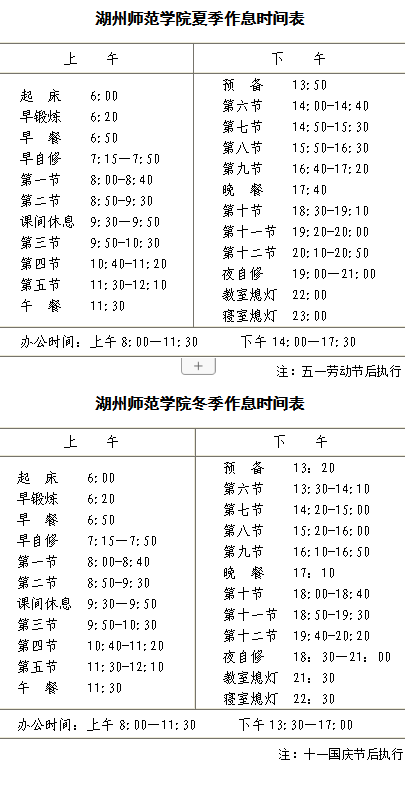 湖州师范学院夏季作息时间表
上 午
起 床 6:00
早锻炼 6:20
早 餐 6:50
早自修 7:15—7:50
第一节 8:00-8:40
第二节 8:50-9:30
课间休息 9:30—9:50
第三节 9:50-10:30
第四节 10:40-11:20
第五节 11:30-12:10
午 餐 11:30
下 午
预 备 13:50
第六节 14:00-14:40
第七节 14:50-15:30
第八节 15:50-16:30
第九节 16:40-17:20
晚 餐 17:40
第十节 18:30-19:10
第十一节 19:20-20:00
第十二节 20:10-20:50
夜自修 19:00—21:00
教室熄灯 22:00
寝室熄灯 23:00
办公时间：上午 8:00—11:30 下午 14:00—17:30
注：五一劳动节后执行
湖州师范学院冬季作息时间表
上 午
起 床 6:00
早锻炼 6:20
早 餐 6:50
早自修 7:15—7:50
第一节 8:00-8:40
第二节 8:50-9:30
课间休息 9:30—9:50
第三节 9:50-10:30
第四节 10:40-11:20
第五节 11:30-12:10
午 餐 11:30
下 午
预 备 13：20
第六节 13:30-14:10
第七节 14:20-15:00
第八节 15:20-16:00
第九节 16:10-16:50
晚 餐 17：10
第十节 18:00-18:40
第十一节 18:50-19:30
第十二节 19:40-20:20
夜自修 18：30—21：00
教室熄灯 21：30
寝室熄灯 22：30
办公时间：上午 8:00—11:30 下午 13:30—17:00
注：十一国庆节后执行